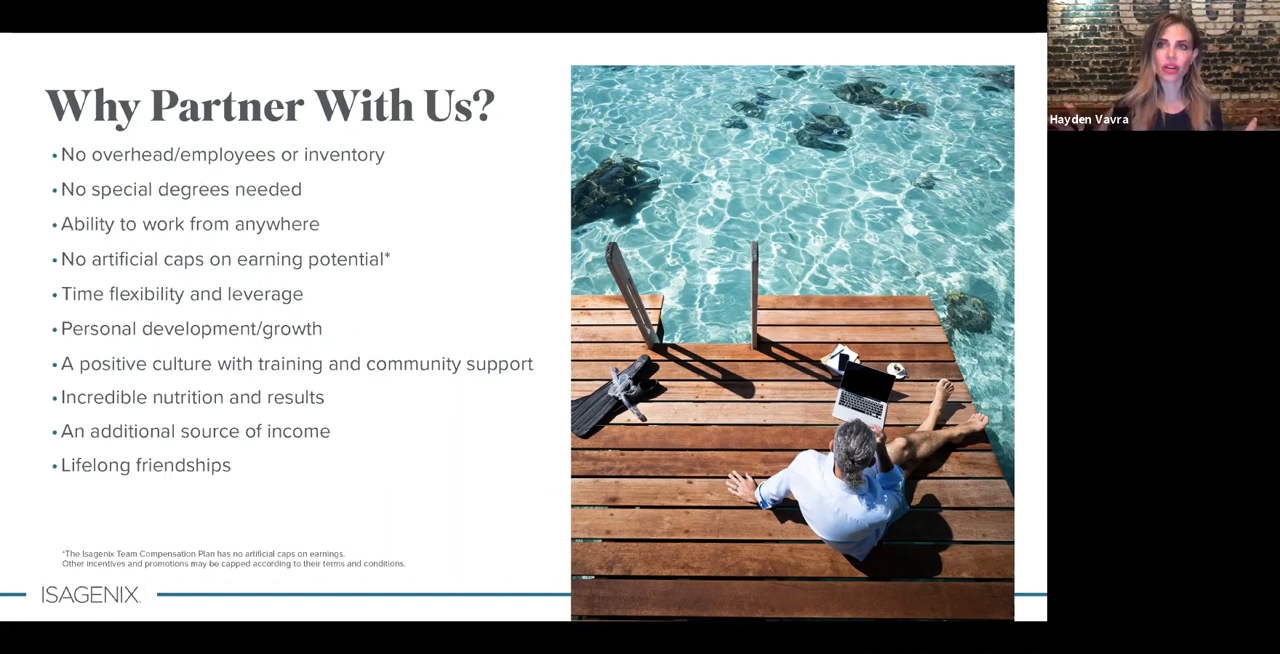 Why Partner With Us?
• No overhead/employees or inventory
• No special degrees needed
• Ability to work from anywhere
• No artificial caps on earning potential*
• Time flexibility and leverage
• Personal development/growth
• A positive culture with training and community support
• Incredible nutrition and results
• An additional source of income
• Lifelong friendships
*The Isagenix Team Compensation Plan has no artificial caps on earnings.
Other incentives and promotions may be capped according to their terms and conditions.
ISAGENIX.
Hayden Vavra